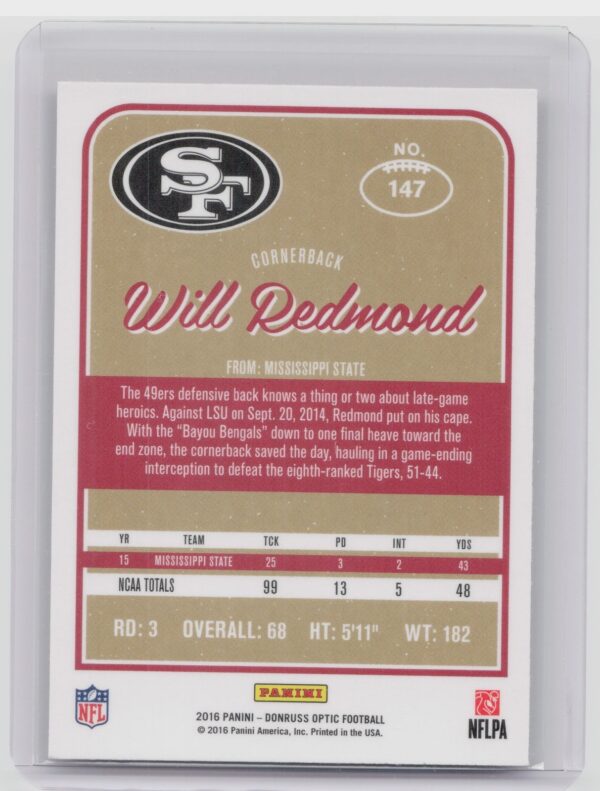 SF
NO.
147
CORNERBACK
Will Redmond
FROM: MISSISSIPPI STATE
The 49ers defensive back knows a thing or two about late-game
heroics. Against LSU on Sept. 20, 2014, Redmond put on his cape.
With the “Bayou Bengals” down to one final heave toward the
end zone, the cornerback saved the day, hauling in a game-ending
interception to defeat the eighth-ranked Tigers, 51-44.
YR TEAM TCK PD INT YDS
15 MISSISSIPPI STATE 25 3 2 43
NCAA TOTALS 99 13 5 48
RD: 3 OVERALL: 68 HT: 5'11" WT: 182
PANINI
NFL
2016 PANINI – DONRUSS OPTIC FOOTBALL
© 2016 Panini America, Inc. Printed in the USA.
NFLPA